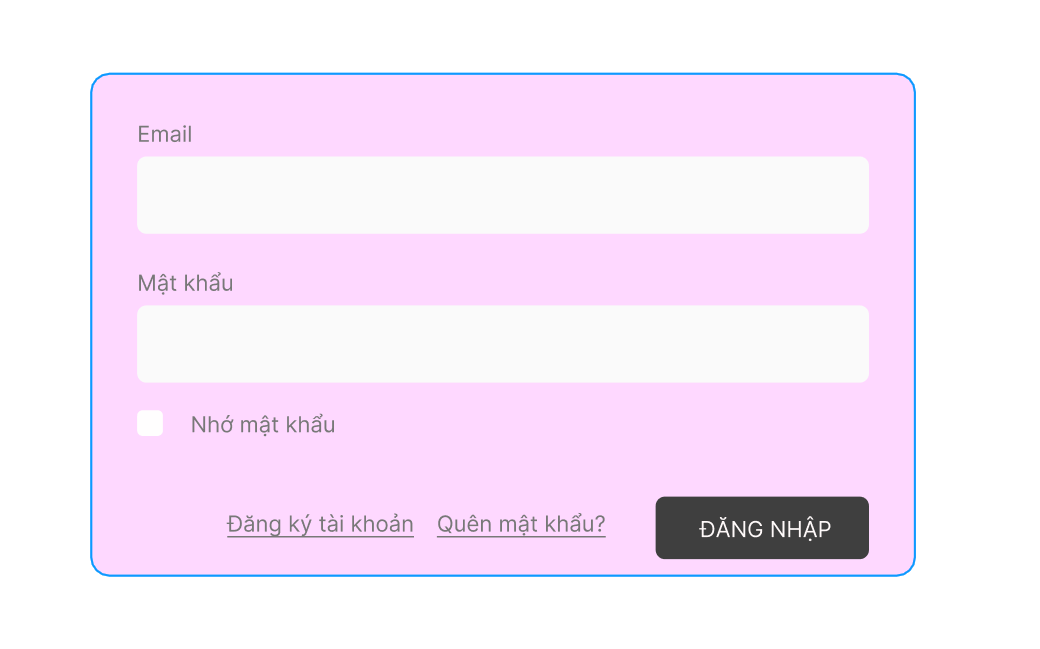 Email
Mật khẩu
Nhớ mật khẩu
Đăng ký tài khoản Quên mật khẩu? ĐĂNG NHẬP